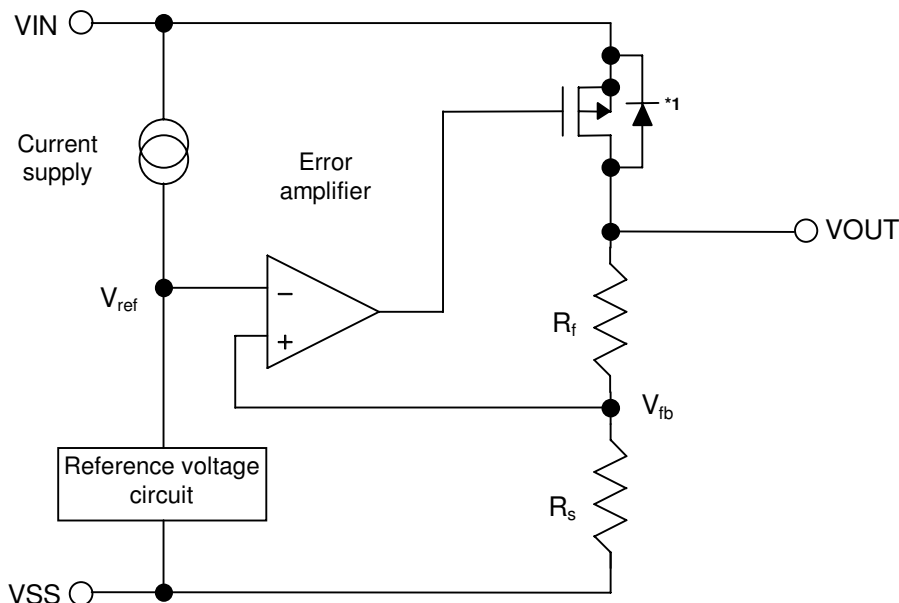 VIN
*1
Current
supply
Error
amplifier
VOUT
Vref
−
+
Rf
Vfb
Reference voltage
circuit
Rs
VSS